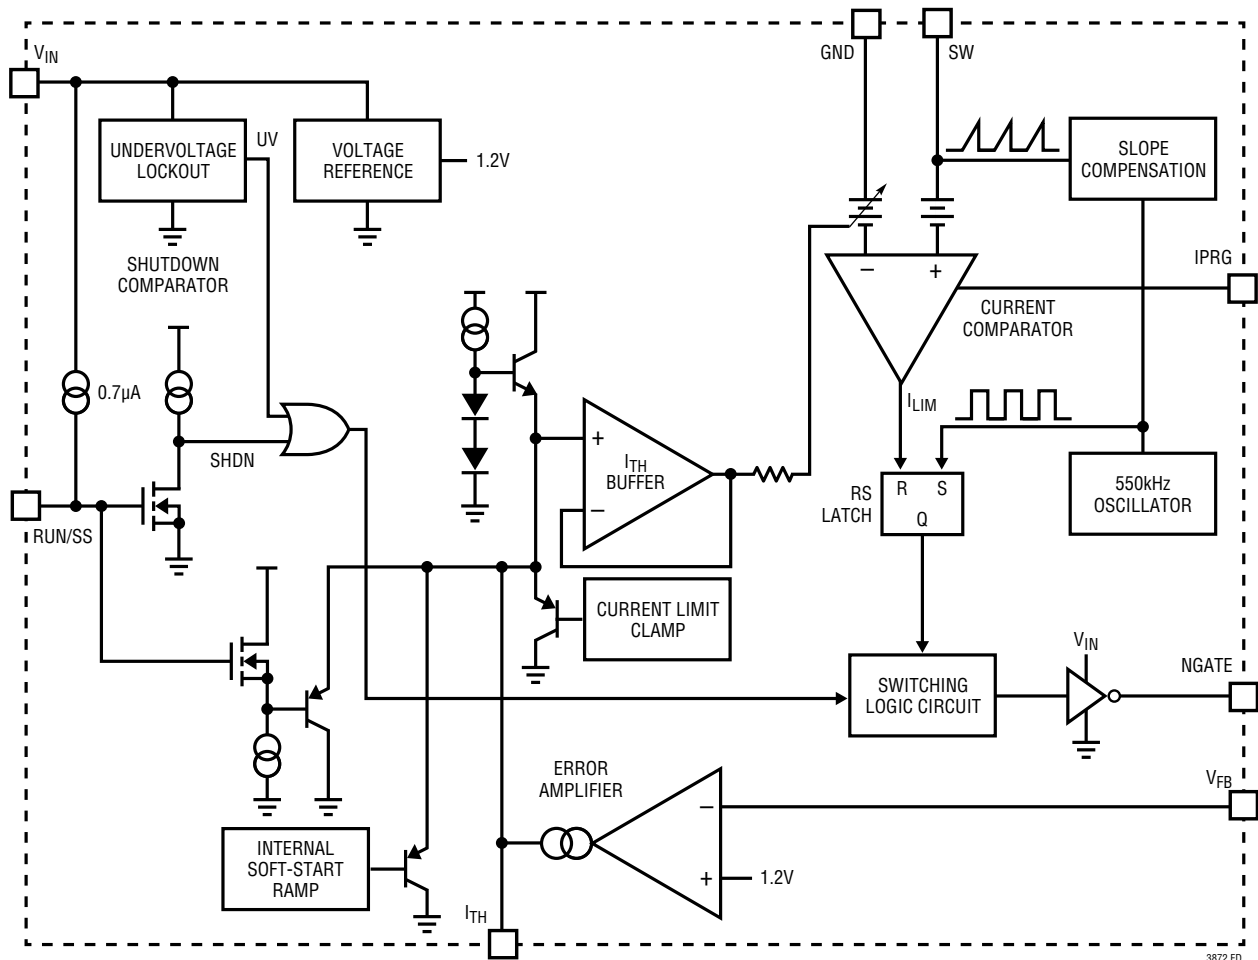 GND
SW
VIN
UNDERVOLTAGE
LOCKOUT
UV
VOLTAGE
REFERENCE
1.2V
SLOPE
COMPENSATION
SHUTDOWN
COMPARATOR
–
+
IPRG
CURRENT
COMPARATOR
0.7µA
ILIM
SHDN
+
ITH
BUFFER
–
RS
LATCH
R S
Q
550kHz
OSCILLATOR
RUN/SS
CURRENT LIMIT
CLAMP
SWITCHING
LOGIC CIRCUIT
VIN
NGATE
ERROR
AMPLIFIER
–
VFB
INTERNAL
SOFT-START
RAMP
+
1.2V
ITH
3872 FD